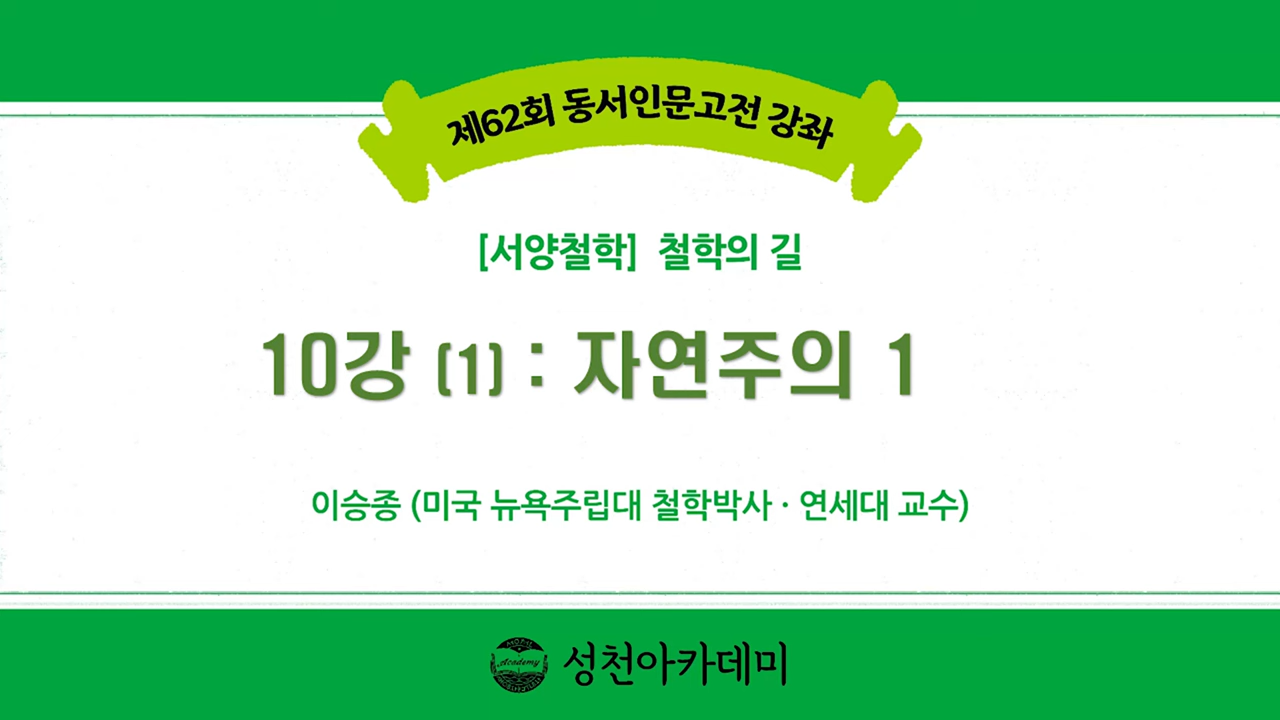 제62회 동서인문고전 강좌
[서양철학] 철학의 길
10강 (1) : 자연주의 1
이승종 (미국 뉴욕주립대 철학박사 · 연세대 교수)
Academy
성천아카데미